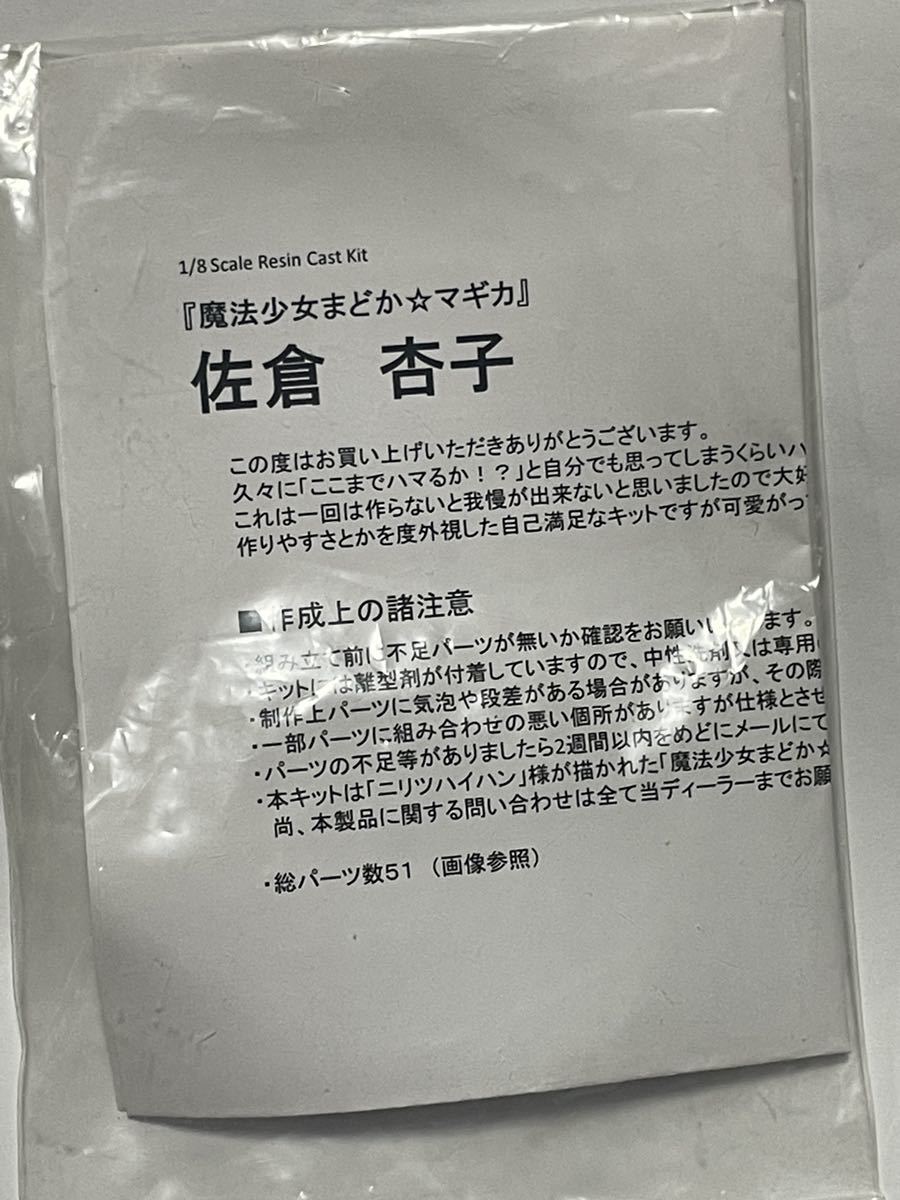 1/8 Scale Resin Cast Kit
『魔法少女まどか☆マギカ』
佐倉　杏子
この度はお買い上げいただきありがとうございます。
久々に「ここまでハマるか！？」と自分でも思ってしまうくらいハ
これは一回は作らないと我慢が出来ないと思いましたので大好
作りやすさとかを度外視した自己満足なキットですが可愛がっ
■作成上の諸注意
・組み立て前に不足パーツが無いか確認をお願いいたします。
・キットには離型剤が付着していますので、中性洗剤又は専用
・制作上パーツに気泡や段差がある場合がありますが、その際
・一部パーツに組み合わせの悪い個所がありますが仕様とさせ
・パーツの不足等がありましたら2週間以内をめどにメールにて
・本キットは「ニリツハイハン」様が描かれた「魔法少女まどか☆
尚、本製品に関する問い合わせは全て当ディーラーまでお願
・総パーツ数51　（画像参照）